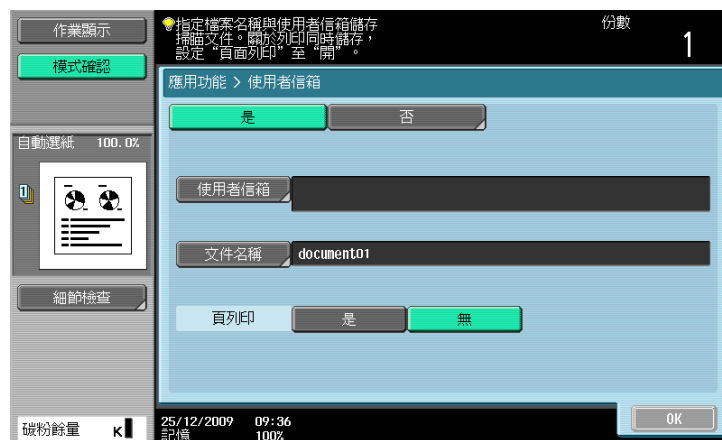 作業顯示
模式確認
指定檔案名稱與使用者信箱儲存
掃瞄文件。關於列印同時儲存，
設定“頁面列印”至“開”。
份數
1
應用功能 > 使用者信箱
是
否
自動選紙 100.0%
1
使用者信箱
文件名稱
document01
細節檢查
頁列印
是
無
OK
碳粉餘量 K
25/12/2009 09:36
記憶 100%